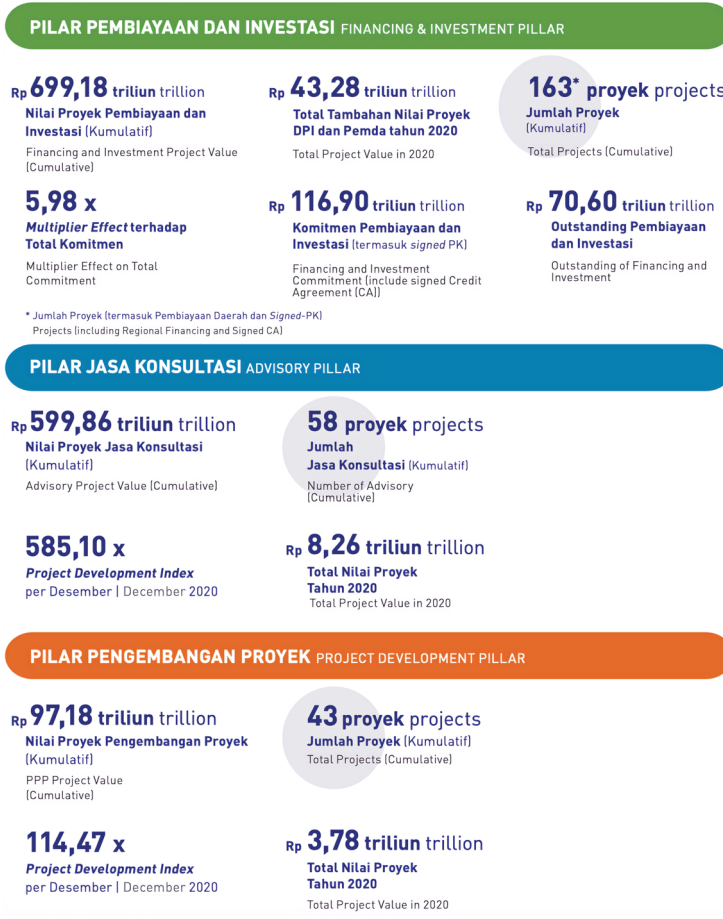 PILAR PEMBIAYAAN DAN INVESTASI FINANCING & INVESTMENT PILLAR
Rp 699,18 triliun trillion
Nilai Proyek Pembiayaan dan
Investasi (Kumulatif)
Financing and Investment Project Value
(Cumulative)
Rp 43,28 triliun trillion
Total Tambahan Nilai Proyek
DPI dan Pemda tahun 2020
Total Project Value in 2020
163* proyek projects
Jumlah Proyek
(Kumulatif)
Total Projects (Cumulative)
5,98 x
Multiplier Effect terhadap
Total Komitmen
Multiplier Effect on Total
Commitment
Rp 116,90 triliun trillion
Komitmen Pembiayaan dan
Investasi (termasuk signed PK)
Financing and Investment
Commitment (include signed Credit
Agreement (CA))
Rp 70,60 triliun trillion
Outstanding Pembiayaan
dan Investasi
Outstanding of Financing and
Investment
* Jumlah Proyek (termasuk Pembiayaan Daerah dan Signed-PK)
Projects (including Regional Financing and Signed CA)
PILAR JASA KONSULTASI ADVISORY PILLAR
Rp 599,86 triliun trillion
Nilai Proyek Jasa Konsultasi
(Kumulatif)
Advisory Project Value (Cumulative)
58 proyek projects
Jumlah
Jasa Konsultasi (Kumulatif)
Number of Advisory
(Cumulative)
585,10 x
Project Development Index
per Desember | December 2020
Rp 8,26 triliun trillion
Total Nilai Proyek
Tahun 2020
Total Project Value in 2020
PILAR PENGEMBANGAN PROYEK PROJECT DEVELOPMENT PILLAR
Rp 97,18 triliun trillion
Nilai Proyek Pengembangan Proyek
(Kumulatif)
PPP Project Value
(Cumulative)
43 proyek projects
Jumlah Proyek (Kumulatif)
Total Projects (Cumulative)
114,47 x
Project Development Index
per Desember | December 2020
Rp 3,78 triliun trillion
Total Nilai Proyek
Tahun 2020
Total Project Value in 2020